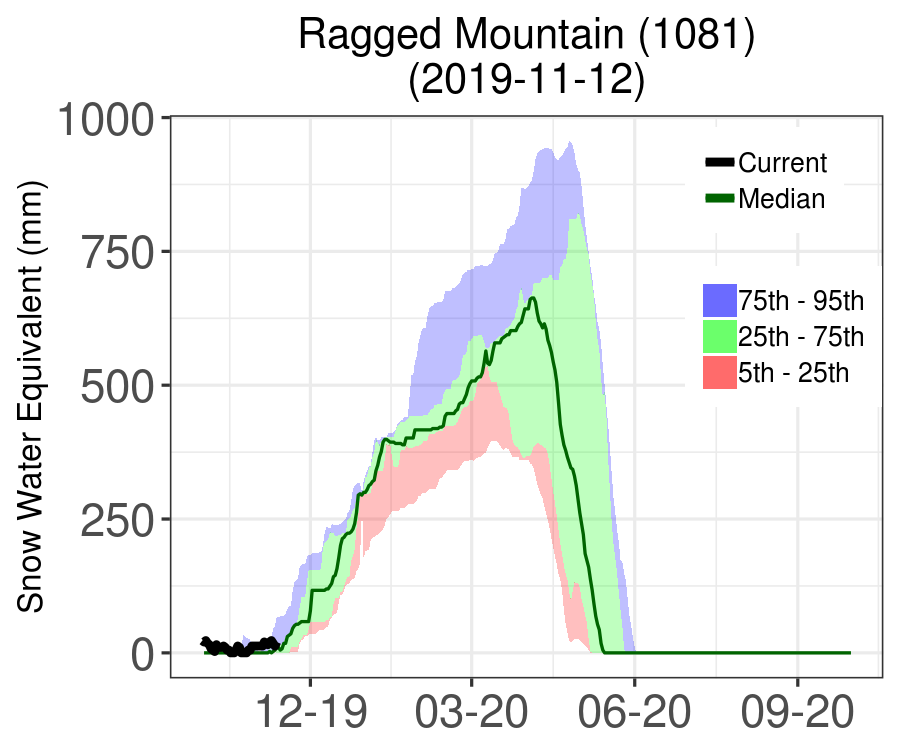 Ragged Mountain (1081)
(2019-11-12)
Snow Water Equivalent (mm)
1000
750
500
250
0
12-19
03-20
06-20
09-20
Current
Median
75th - 95th
25th - 75th
5th - 25th